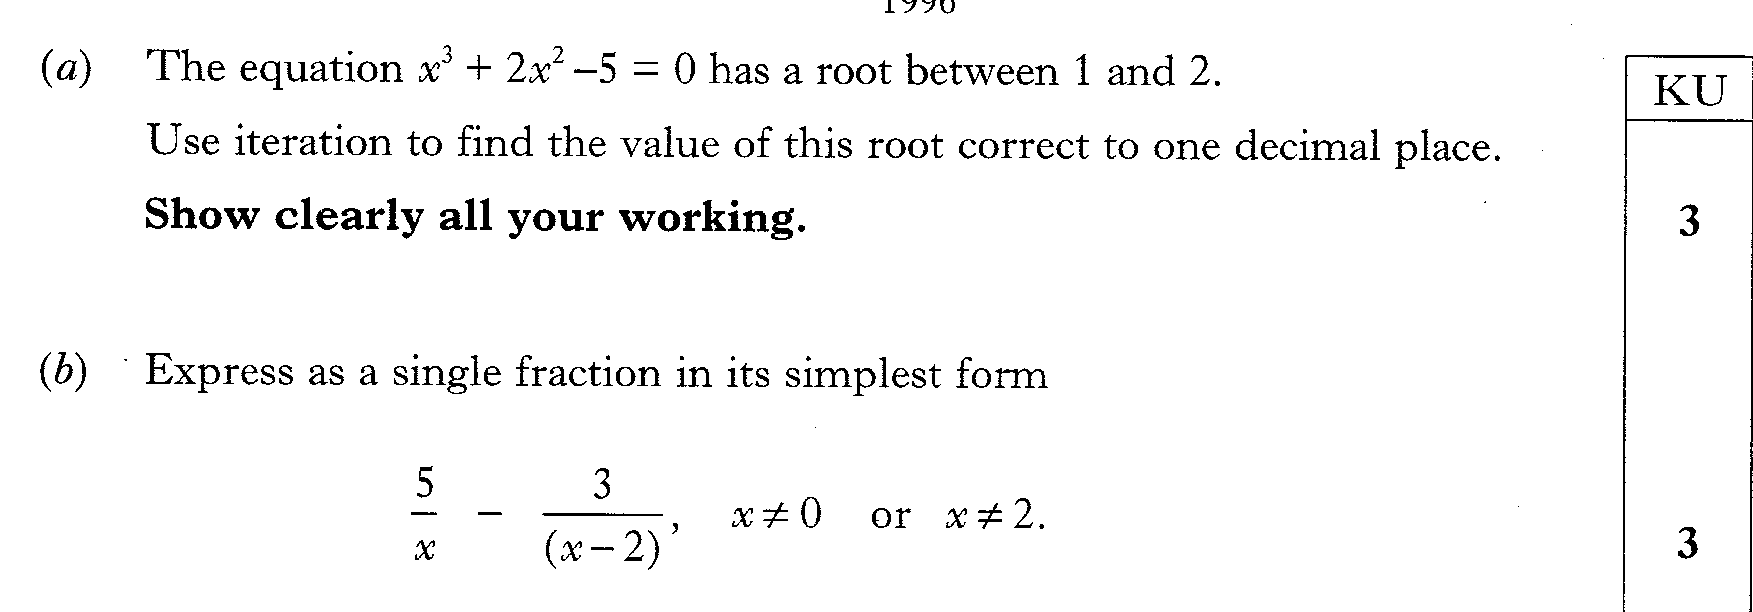 1996
(a) The equation x³ + 2x² – 5 = 0 has a root between 1 and 2.
KU
Use iteration to find the value of this root correct to one decimal place.
Show clearly all your working.
3
(b) Express as a single fraction in its simplest form
5/x – 3/(x – 2), x ≠ 0 or x ≠ 2.
3